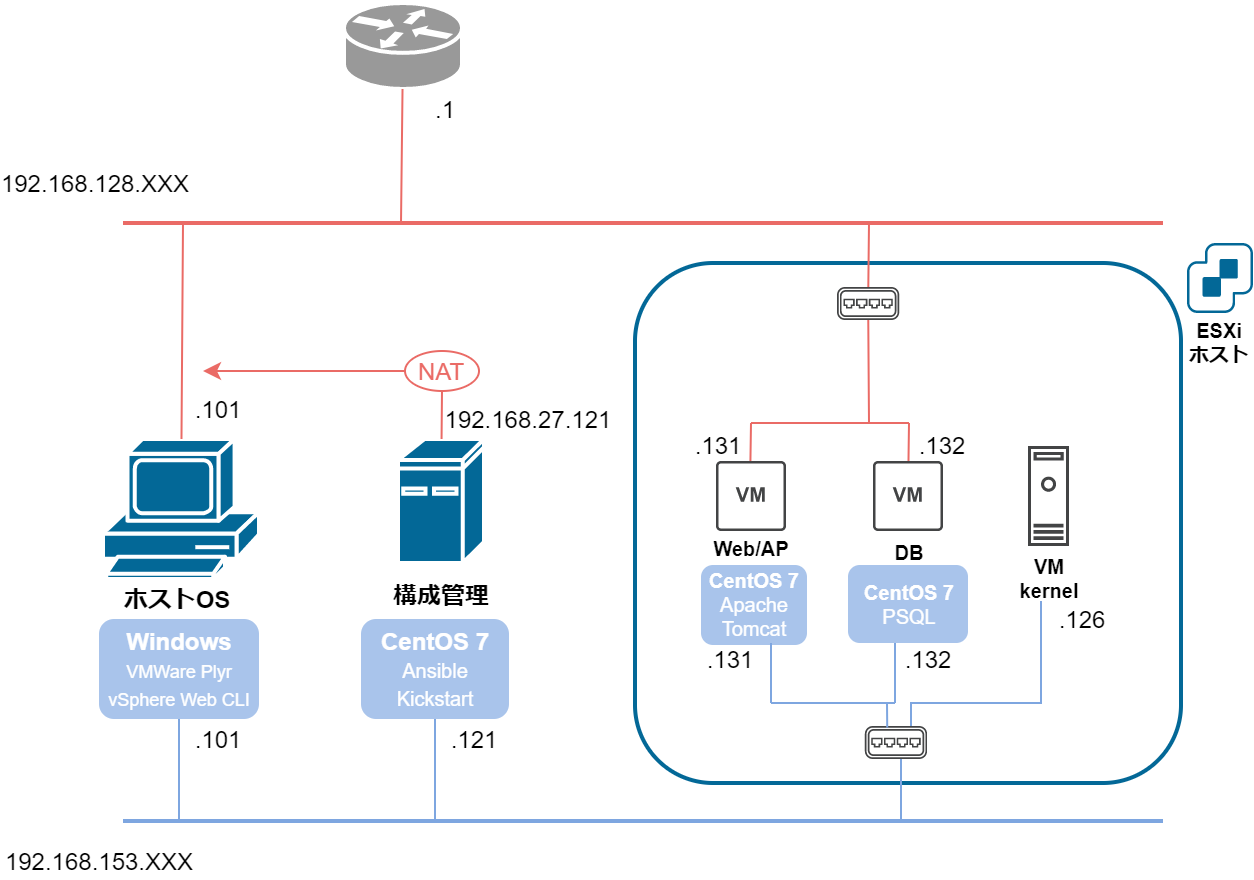 .1
192.168.128.XXX
ESXi
ホスト
NAT
.101
192.168.27.121
.131
.132
VM
VM
Web/AP
DB
VM
kernel
ホストOS
構成管理
CentOS 7
Apache
Tomcat
CentOS 7
PSQL
.126
Windows
VMWare Plyr
vSphere Web CLI
CentOS 7
Ansible
Kickstart
.131
.132
.101
.121
192.168.153.XXX